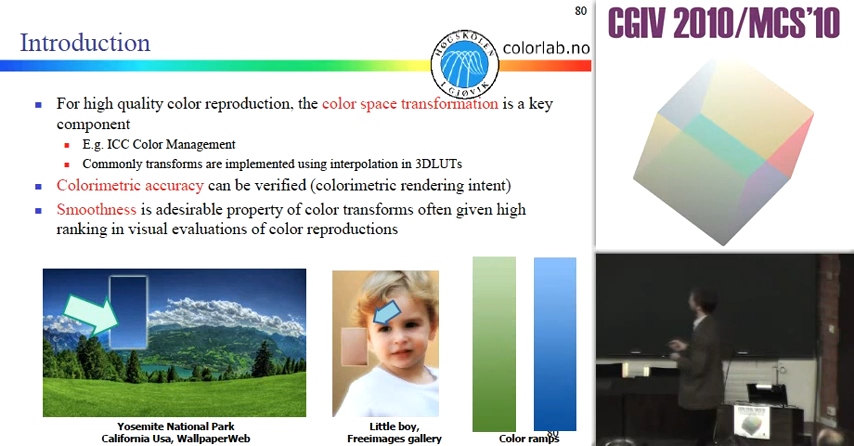 80
Introduction
HØGSKOLEN
I GJØVIK
colorlab.no
CGIV 2010/MCS'10
For high quality color reproduction, the color space transformation is a key
component
E.g. ICC Color Management
Commonly transforms are implemented using interpolation in 3DLUTs
Colorimetric accuracy can be verified (colorimetric rendering intent)
Smoothness is adesirable property of color transforms often given high
ranking in visual evaluations of color reproductions
Yosemite National Park
California Usa, WallpaperWeb
Little boy,
Freeimages gallery
80
Color ramps